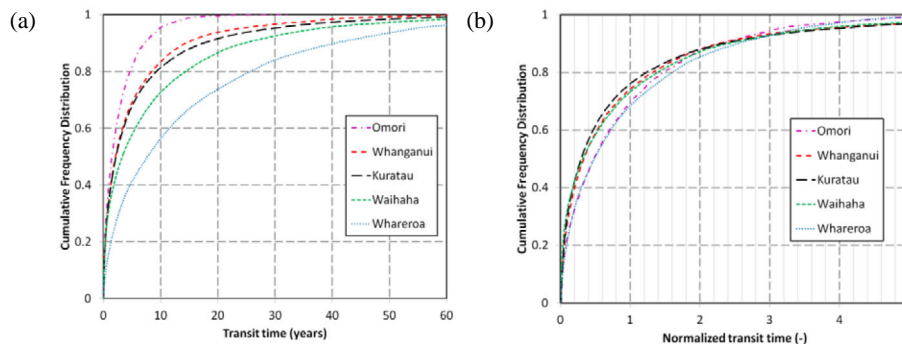 (a)
Cumulative Frequency Distribution
1
0.8
0.6
0.4
0.2
0
Omori
Whanganui
Kuratau
Waihaha
Whareroa
0 10 20 30 40 50 60
Transit time (years)
(b)
Cumulative Frequency Distribution
1
0.8
0.6
0.4
0.2
0
Omori
Whanganui
Kuratau
Waihaha
Whareroa
0 1 2 3 4
Normalized transit time (-)